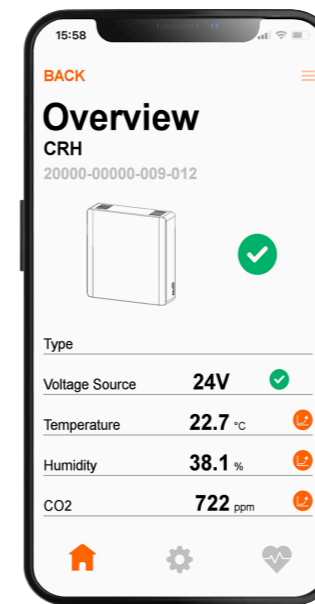 15:58
BACK
Overview
CRH
20000-00000-009-012
Type
Voltage Source 24V
Temperature 22.7 °C
Humidity 38.1 %
CO2 722 ppm